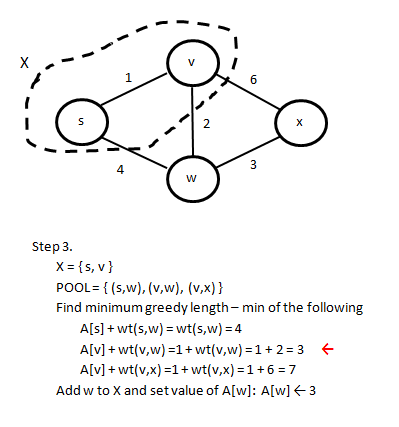 X
v
1
6
s
2
x
4
3
w
Step 3.
X = { s, v }
POOL= { (s,w), (v,w), (v,x) }
Find minimum greedy length – min of the following
A[s] + wt(s,w) = wt(s,w) = 4
A[v] + wt(v,w) =1 + wt(v,w) = 1 + 2 = 3 ←
A[v] + wt(v,x) =1 + wt(v,x) = 1 + 6 = 7
Add w to X and set value of A[w]: A[w] ← 3